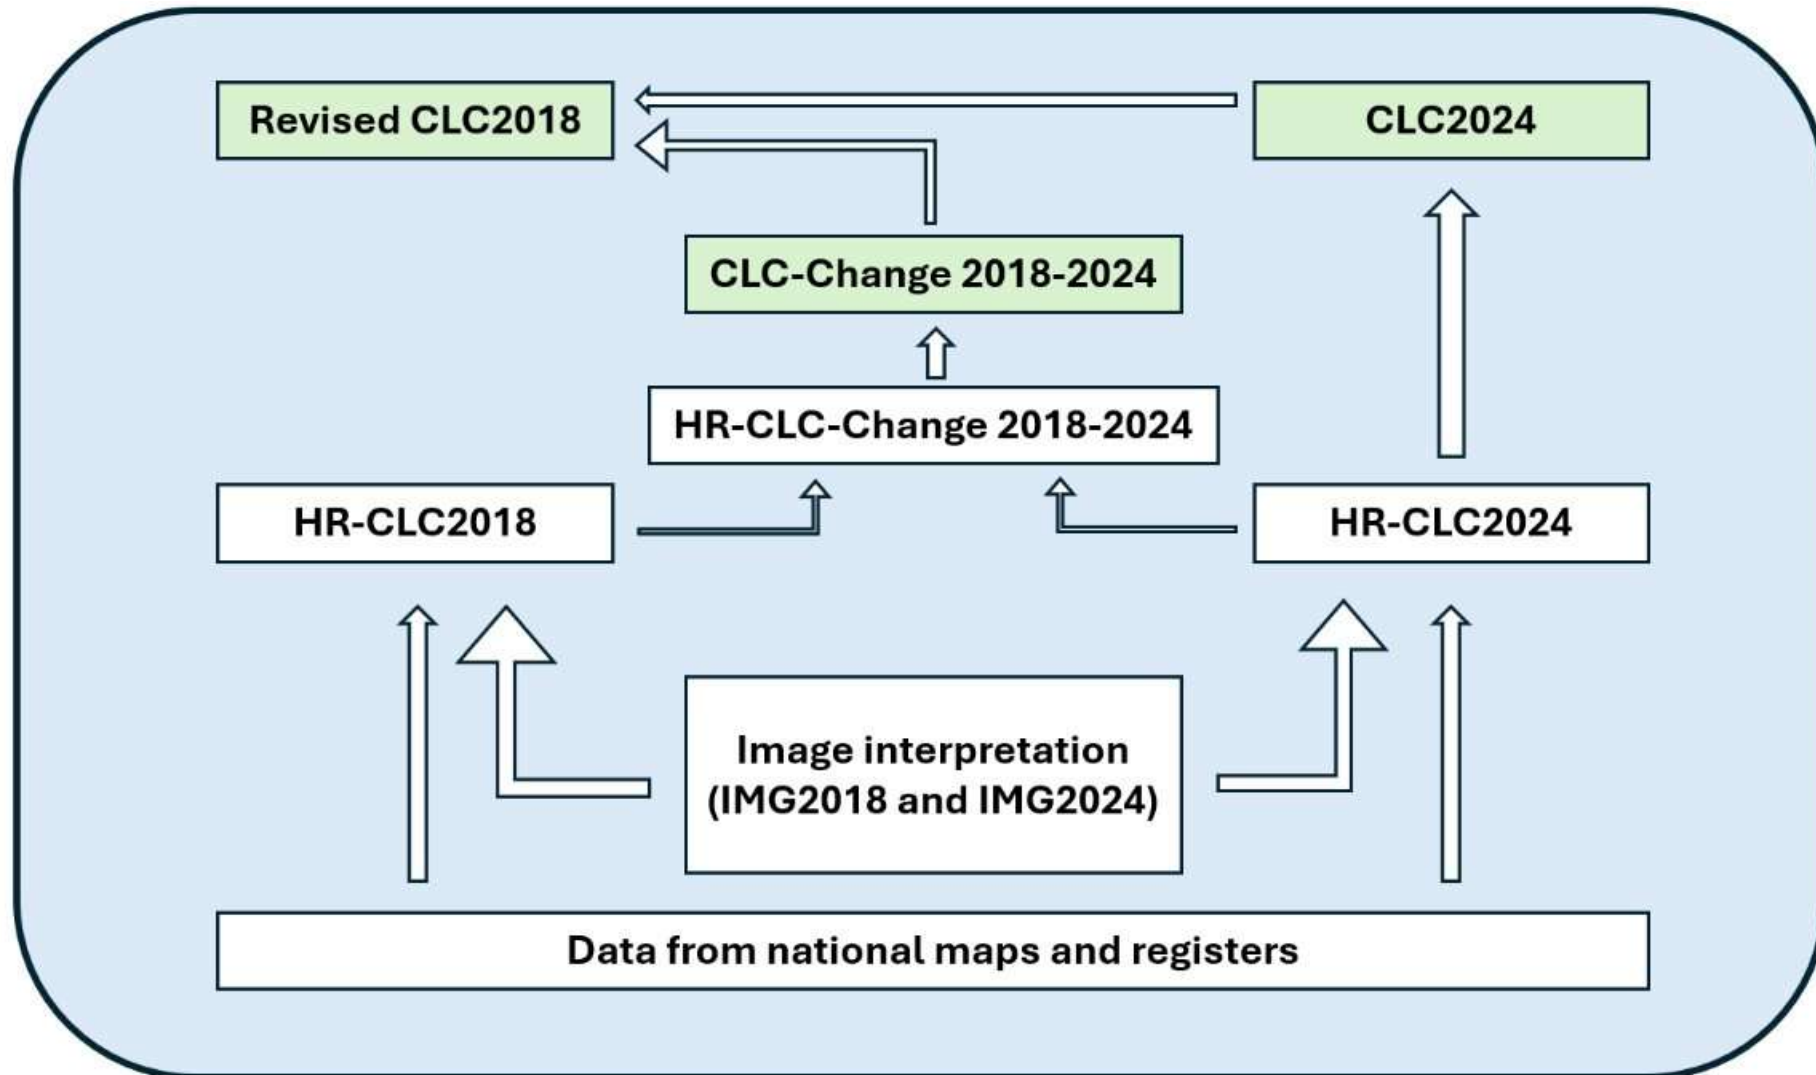 Revised CLC2018
CLC2024
CLC-Change 2018-2024
HR-CLC-Change 2018-2024
HR-CLC2018
HR-CLC2024
Image interpretation
(IMG2018 and IMG2024)
Data from national maps and registers